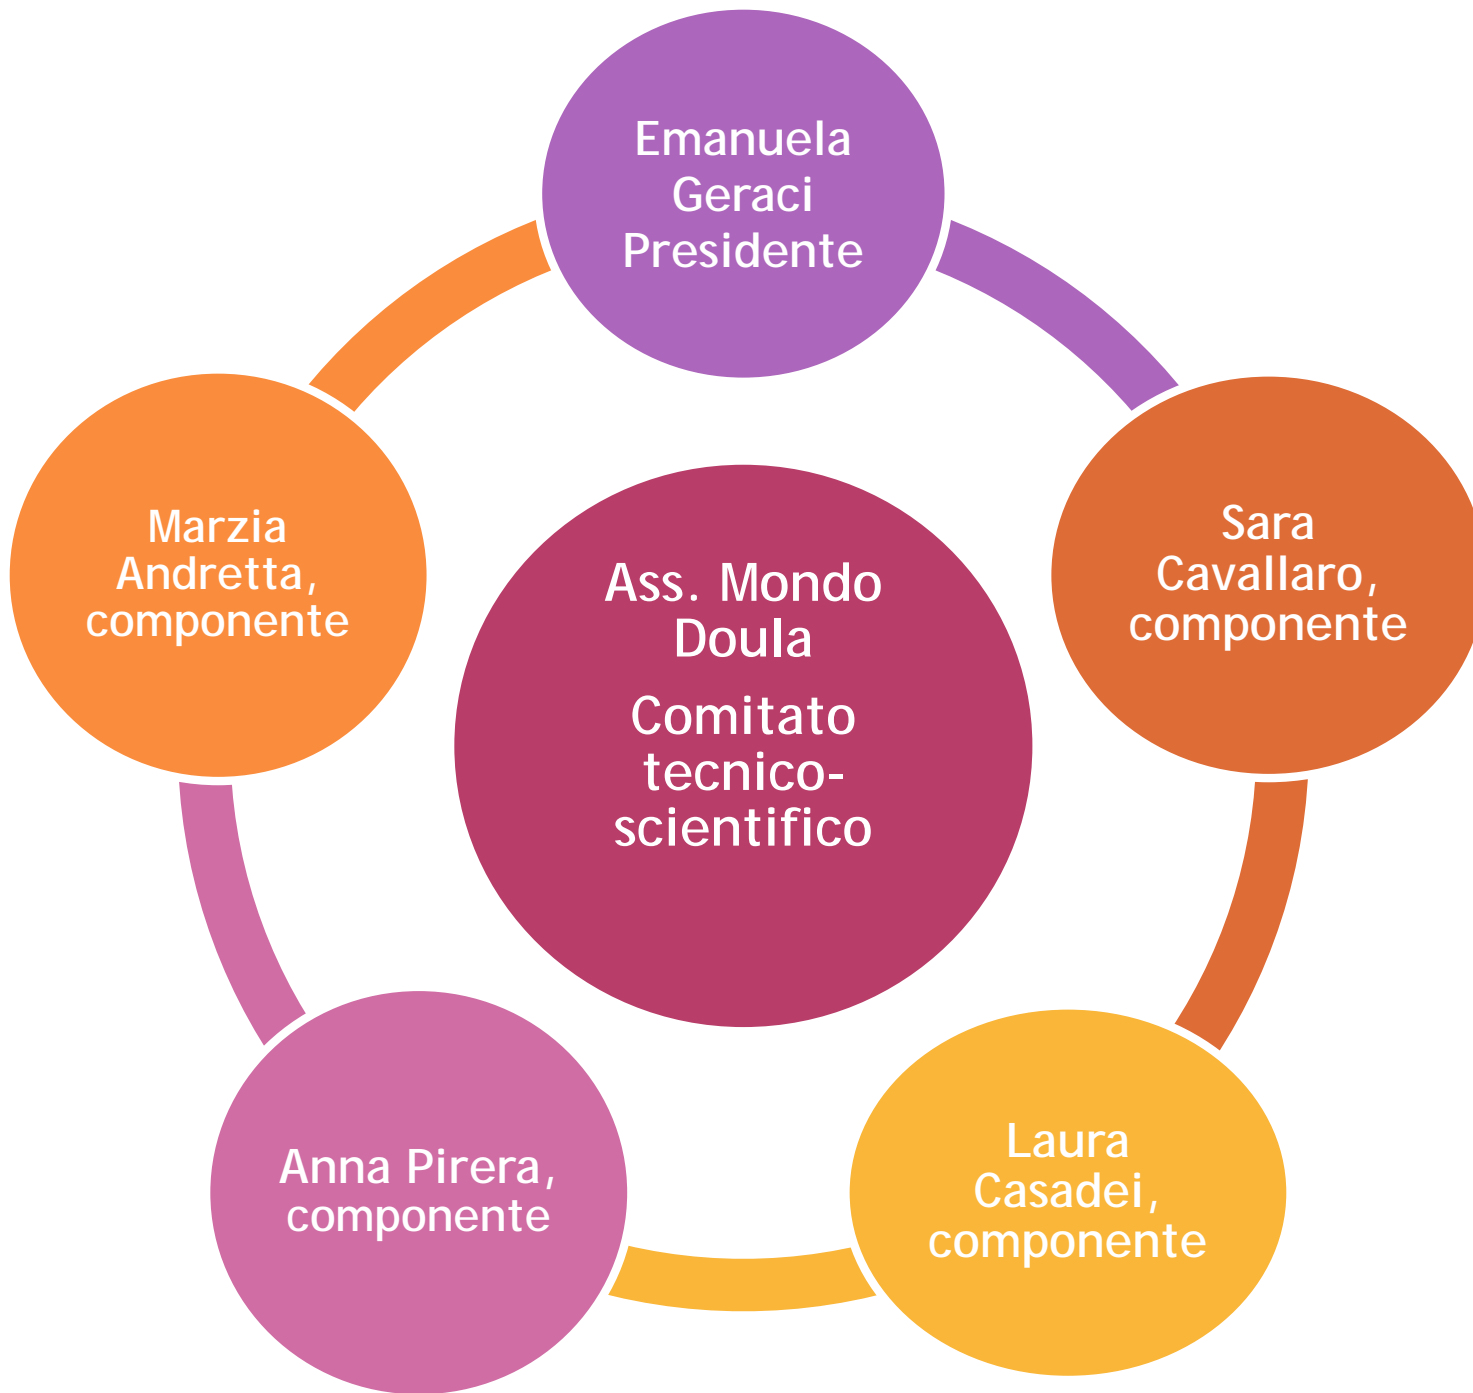 Emanuela
Geraci
Presidente
Marzia
Andretta,
componente
Sara
Cavallaro,
componente
Ass. Mondo
Doula
Comitato
tecnico-
scientifico
Anna Pirera,
componente
Laura
Casadei,
componente